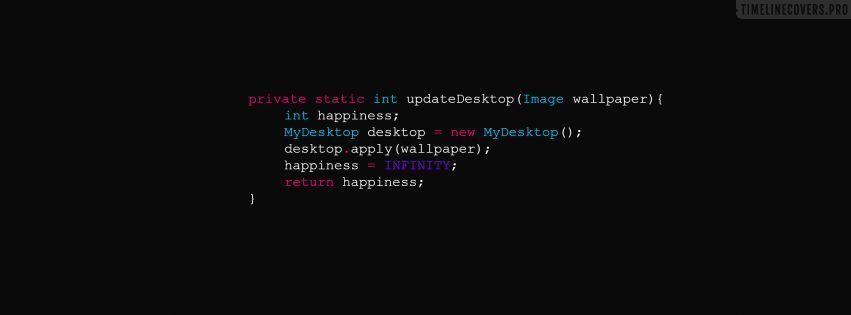 TIMELINECOVERS.PRO
private static int updateDesktop(Image wallpaper){
int happiness;
MyDesktop desktop = new MyDesktop();
desktop.apply(wallpaper);
happiness = INFINITY;
return happiness;
}